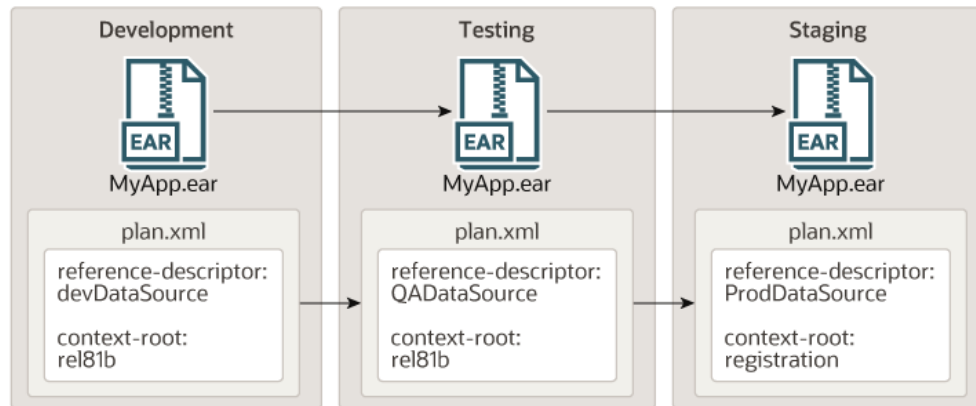 Development
EAR
MyApp.ear
plan.xml
reference-descriptor:
devDataSource
context-root:
rel81b
Testing
EAR
MyApp.ear
plan.xml
reference-descriptor:
QADataSource
context-root:
rel81b
Staging
EAR
MyApp.ear
plan.xml
reference-descriptor:
ProdDataSource
context-root:
registration